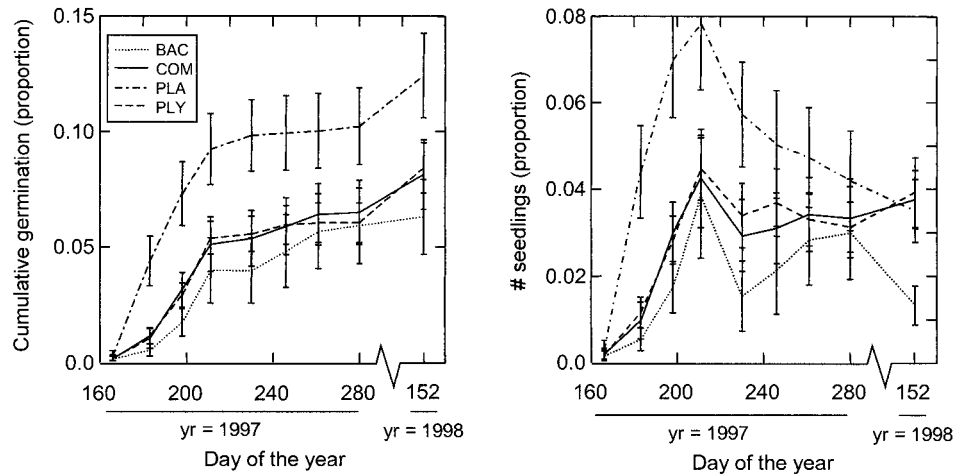 Cumulative germination (proportion)
0.15
0.10
0.05
0.0
BAC
COM
PLA
PLY
160 200 240 280 152
yr = 1997 yr = 1998
Day of the year
# seedlings (proportion)
0.08
0.06
0.04
0.02
0.0
160 200 240 280 152
yr = 1997 yr = 1998
Day of the year